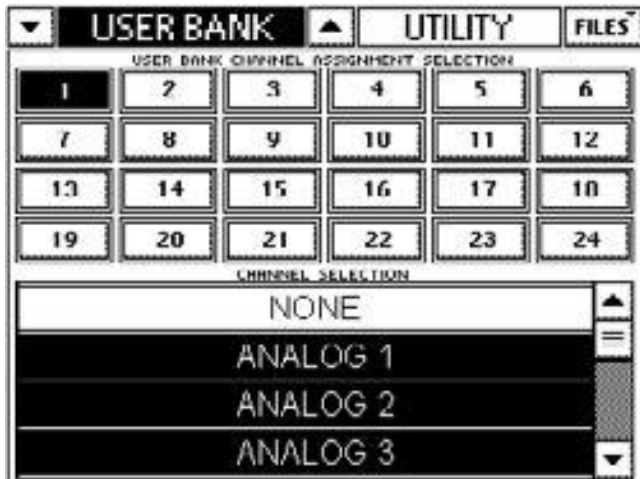 USER BANK UTILITY FILES
USER BANK CHANNEL ASSIGNMENT SELECTION
1 2 3 4 5 6
7 8 9 10 11 12
13 14 15 16 17 18
19 20 21 22 23 24
CHANNEL SELECTION
NONE
ANALOG 1
ANALOG 2
ANALOG 3